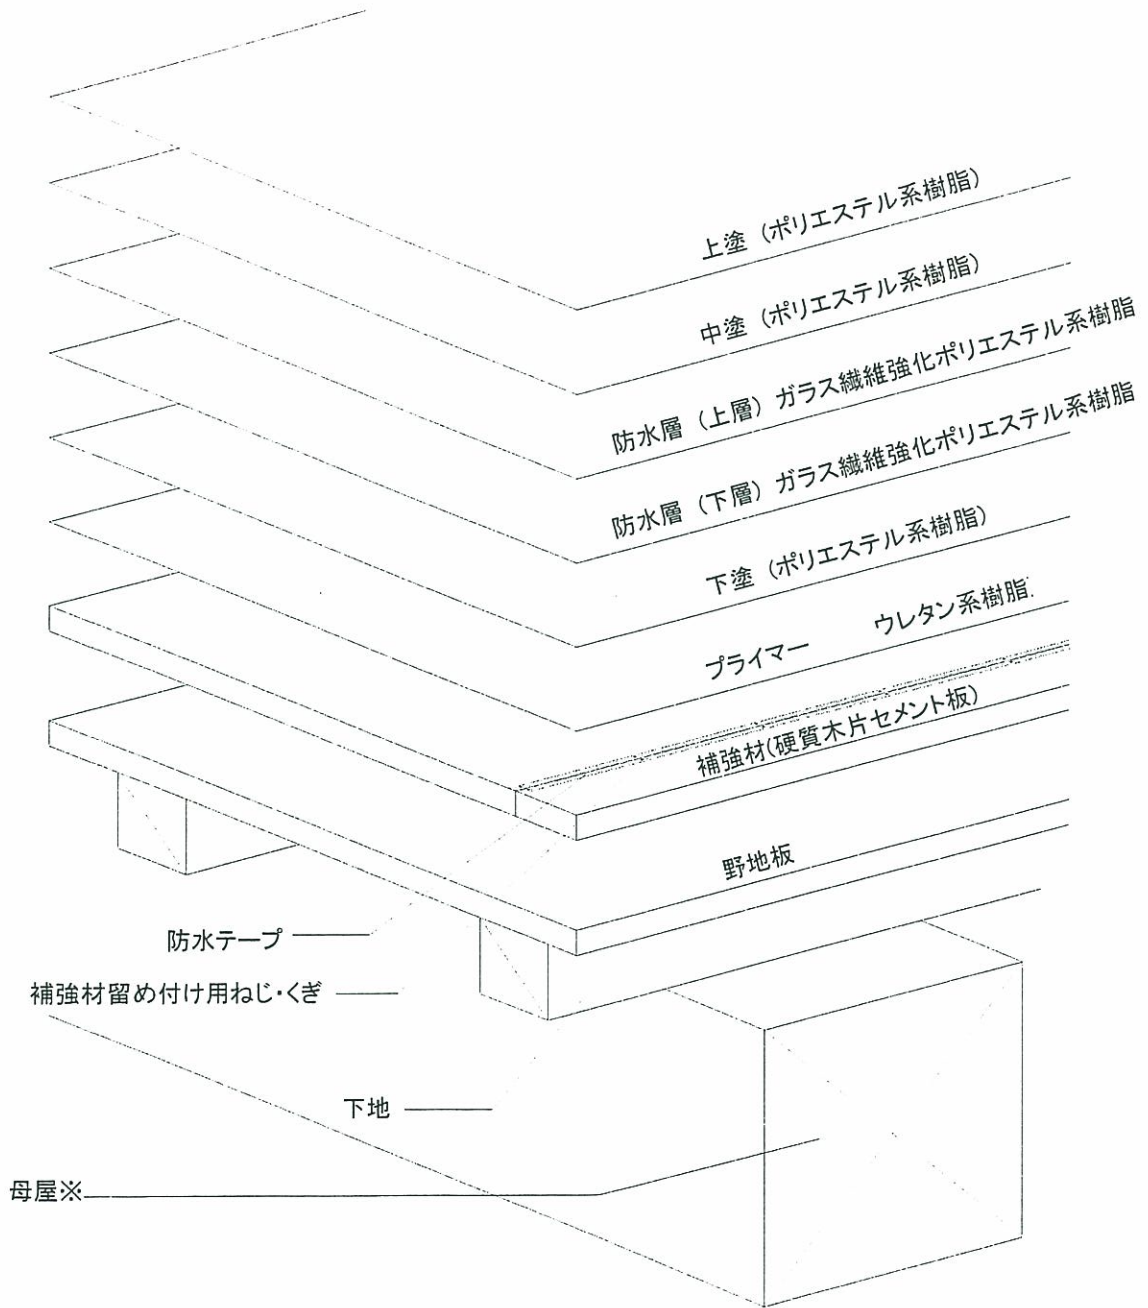 上塗（ポリエステル系樹脂）
中塗（ポリエステル系樹脂）
防水層（上層）ガラス繊維強化ポリエステル系樹脂
防水層（下層）ガラス繊維強化ポリエステル系樹脂
下塗（ポリエステル系樹脂）
プライマー　ウレタン系樹脂
補強材(硬質木片セメント板）
野地板
防水テープ
補強材留め付け用ねじ・くぎ
下地
母屋※